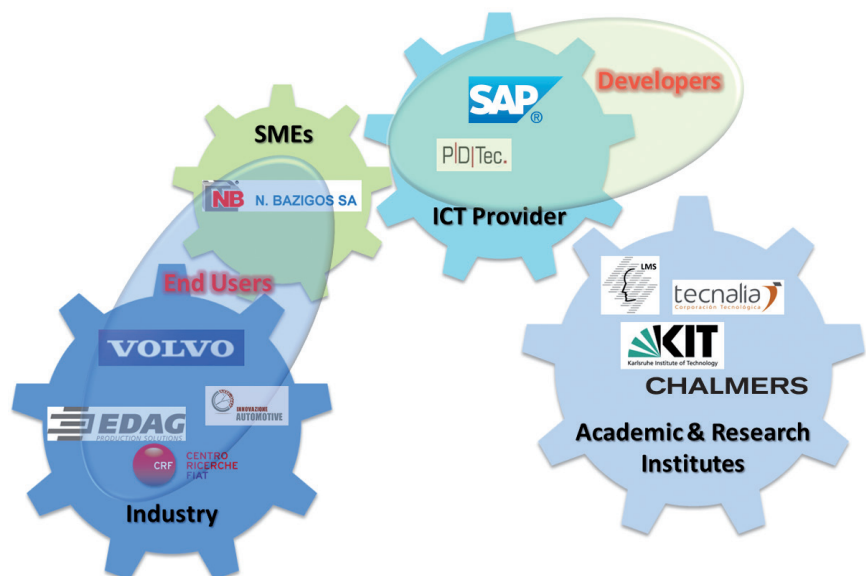 Developers
SAP
®
P|D|Tec.
ICT Provider
SMEs
NB N. BAZIGOS SA
End Users
VOLVO
EDAG
PRODUCTION SOLUTIONS
INNOVAZIONE
AUTOMOTIVE
CRF
CENTRO
RICERCHE
FIAT
Industry
LMS
tecnalia
Corporación Tecnológica
KIT
Karlsruhe Institute of Technology
CHALMERS
Academic & Research
Institutes